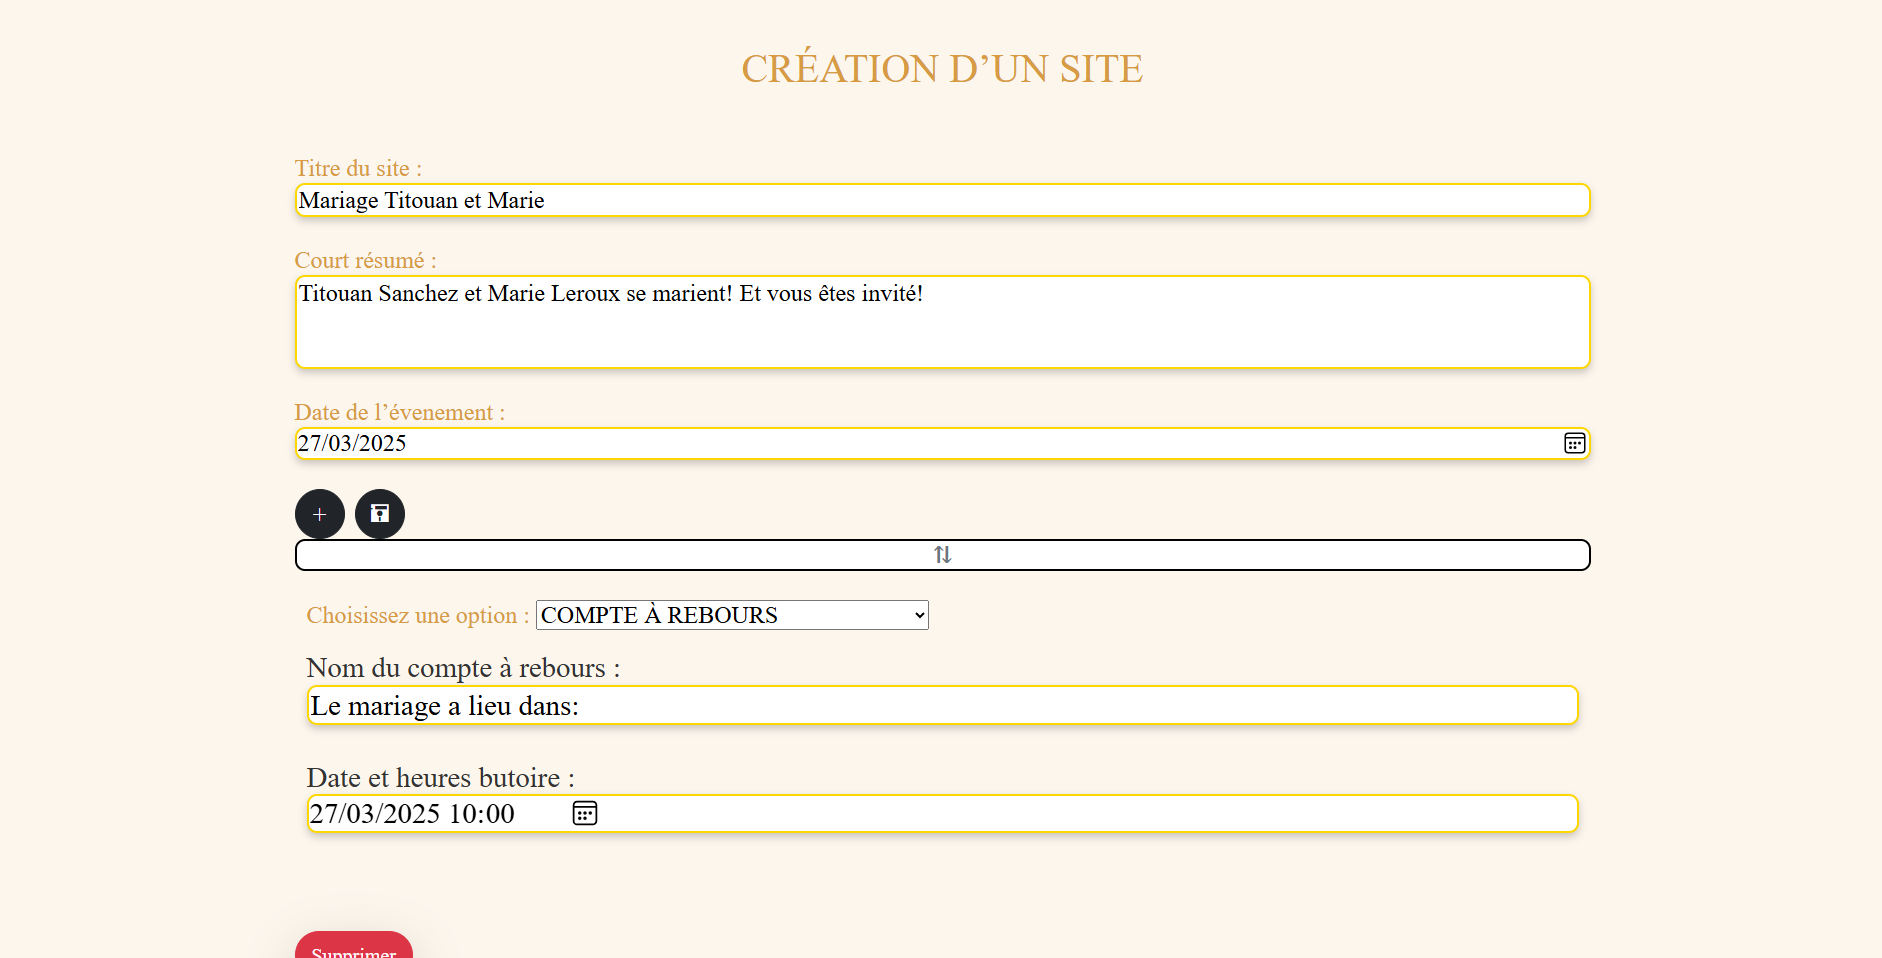 CRÉATION D’UN SITE
Titre du site :
Mariage Titouan et Marie
Court résumé :
Titouan Sanchez et Marie Leroux se marient! Et vous êtes invité!
Date de l’évenement :
27/03/2025
+
Choisissez une option : COMPTE À REBOURS
Nom du compte à rebours :
Le mariage a lieu dans:
Date et heures butoire :
27/03/2025 10:00
Supprimer